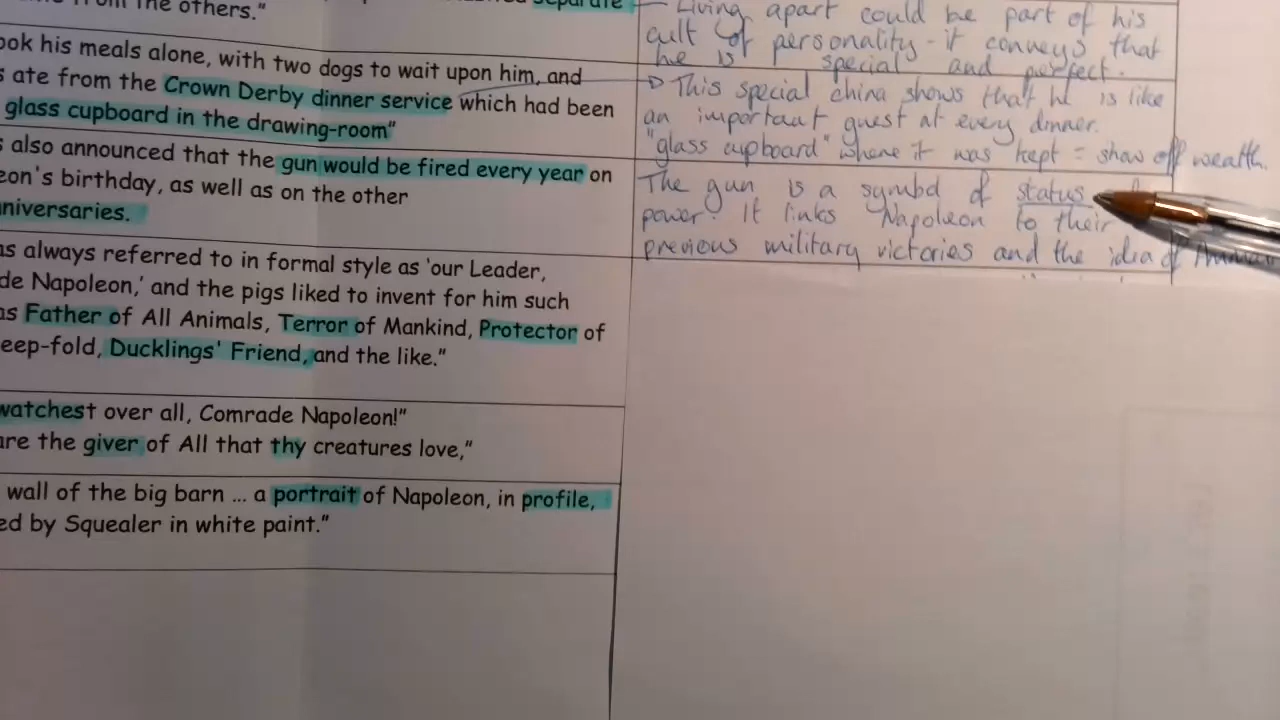 from the others."
separate
Living apart could be part of his
cult of personality - it conveys that
he is special and perfect.
ook his meals alone, with two dogs to wait upon him, and
s ate from the Crown Derby dinner service which had been
glass cupboard in the drawing-room"
This special china shows that he is like
an important guest at every dinner.
"glass cupboard" where it was kept = show off wealth.
s also announced that the gun would be fired every year on
eon's birthday, as well as on the other
niversaries.
The gun is a symbol of status
power. It links Napoleon to their
previous military victories and the idea of human
as always referred to in formal style as 'our Leader,
de Napoleon,' and the pigs liked to invent for him such
as Father of All Animals, Terror of Mankind, Protector of
eep-fold, Ducklings' Friend, and the like."
watchest over all, Comrade Napoleon!"
are the giver of All that thy creatures love,"
wall of the big barn ... a portrait of Napoleon, in profile,
ed by Squealer in white paint."